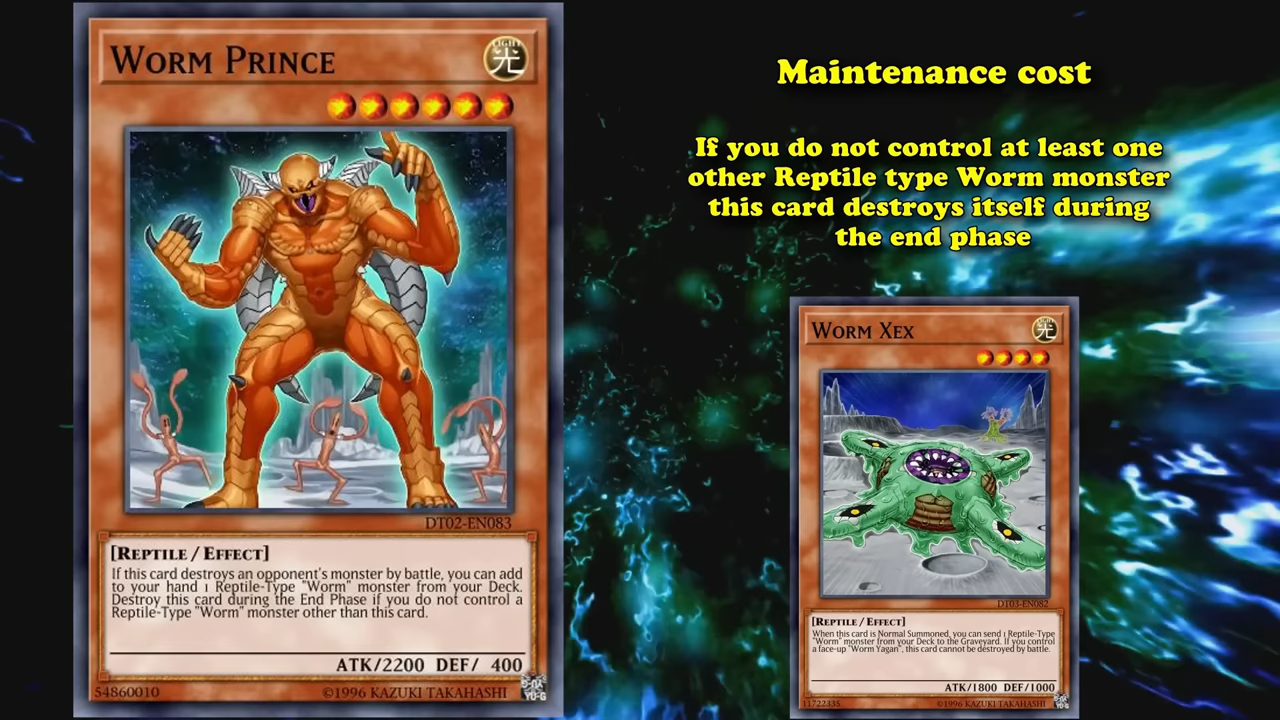 Worm Prince
LIGHT
光
DT02-EN083
[Reptile / Effect]
If this card destroys an opponent's monster by battle, you can add
to your hand 1 Reptile-Type "Worm" monster from your Deck.
Destroy this card during the End Phase if you do not control a
Reptile-Type "Worm" monster other than this card.
ATK/2200 DEF/ 400
54860010
©1996 KAZUKI TAKAHASHI
Maintenance cost
If you do not control at least one
other Reptile type Worm monster
this card destroys itself during
the end phase
Worm Xex
LIGHT
光
DT03-EN082
[Reptile / Effect]
When this card is Normal Summoned, you can send 1 Reptile-Type
"Worm" monster from your Deck to the Graveyard. If you control
a face-up "Worm Yagan", this card cannot be destroyed by battle.
ATK/1800 DEF/1000
11722335
©1996 KAZUKI TAKAHASHI